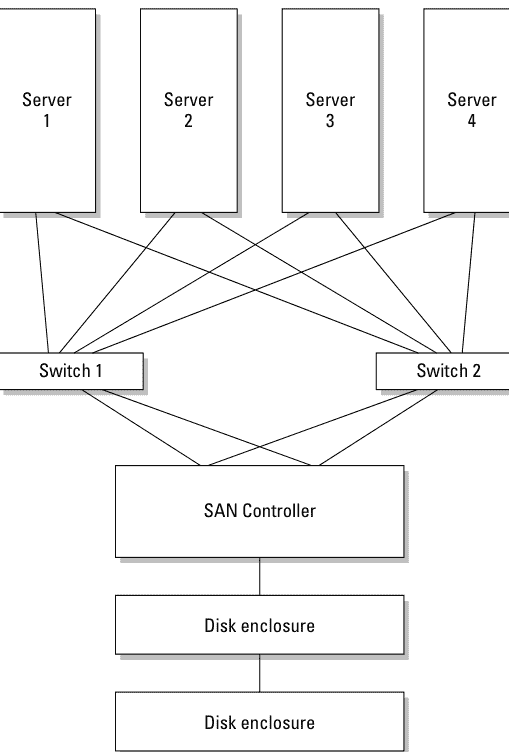 Server
1
Server
2
Server
3
Server
4
Switch 1
Switch 2
SAN Controller
Disk enclosure
Disk enclosure